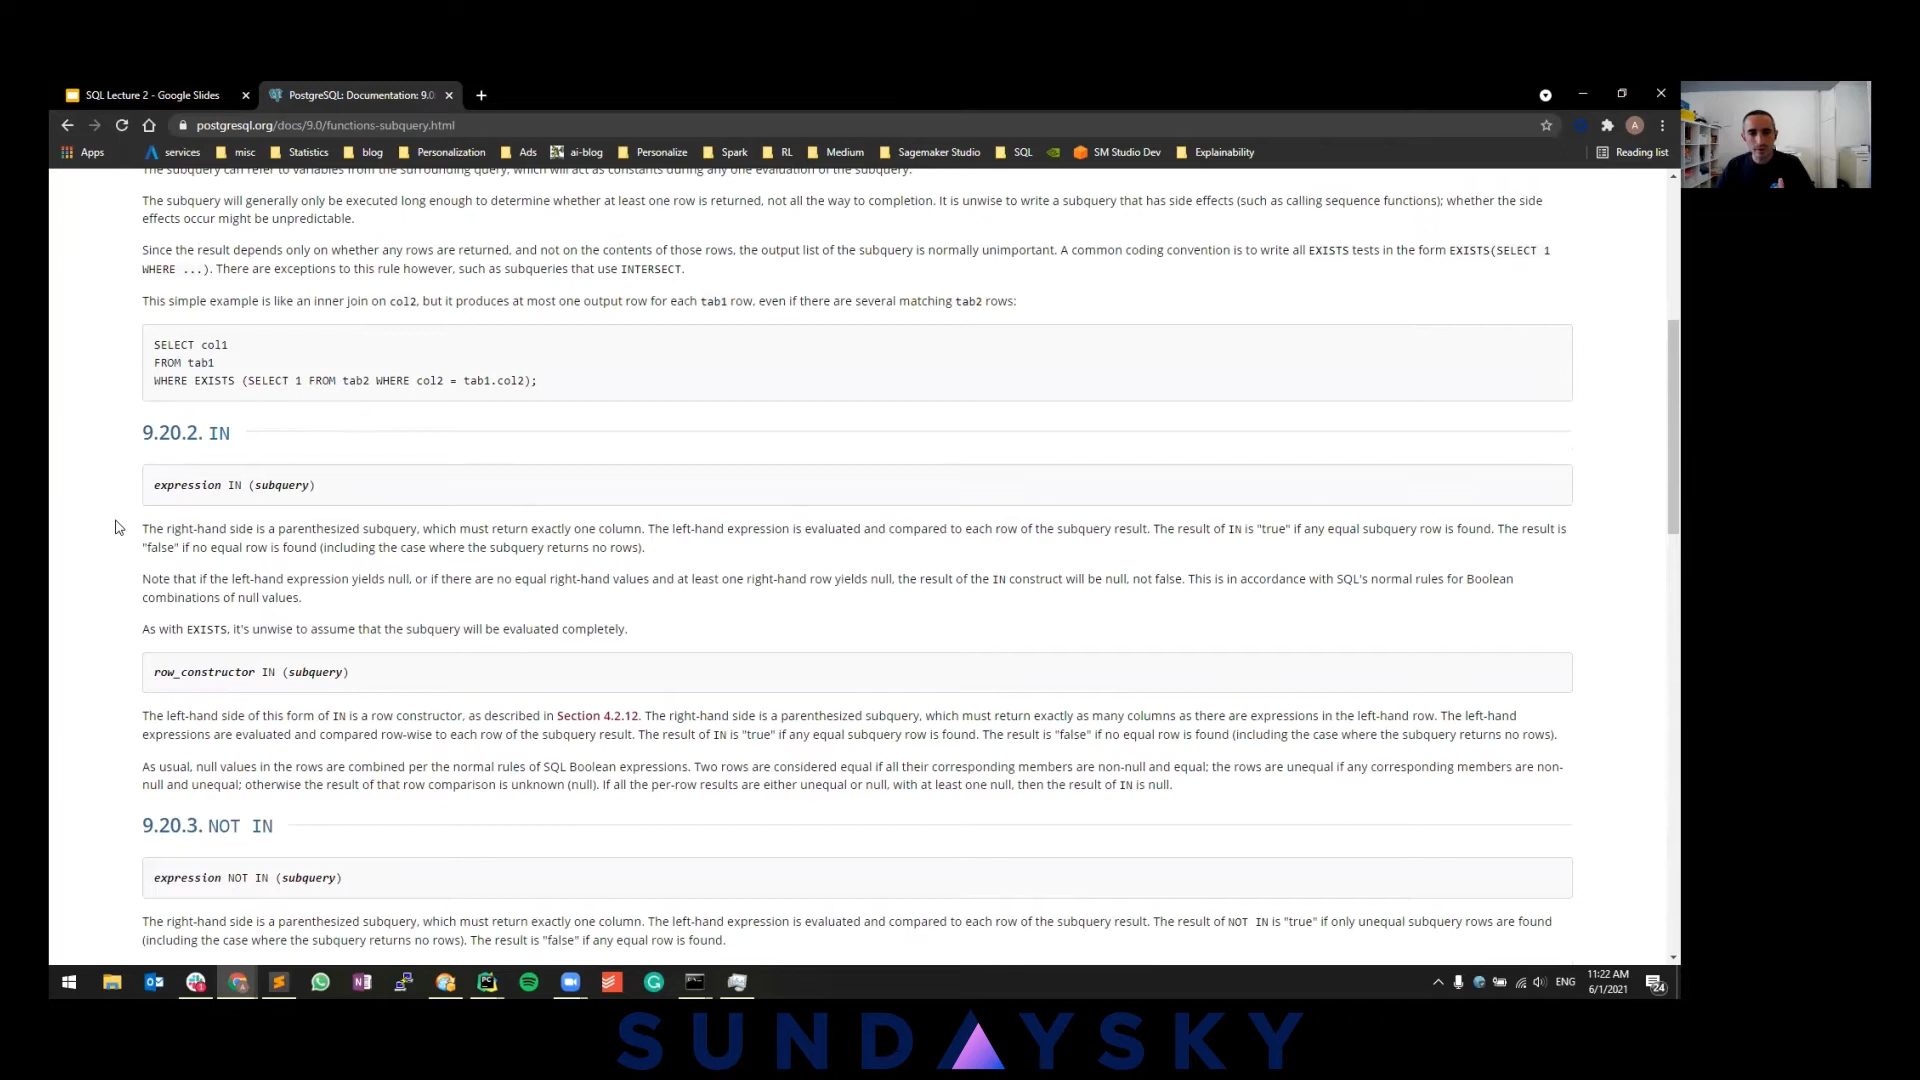 SQL Lecture 2 - Google Slides
PostgreSQL: Documentation: 9.0:
postgresql.org/docs/9.0/functions-subquery.html
Apps
services
misc
Statistics
blog
Personalization
Ads
ai-blog
Personalize
Spark
RL
Medium
Sagemaker Studio
SQL
SM Studio Dev
Explainability
Reading list
A
The subquery can refer to variables from the surrounding query, which will act as constants during any one evaluation of the subquery.
The subquery will generally only be executed long enough to determine whether at least one row is returned, not all the way to completion. It is unwise to write a subquery that has side effects (such as calling sequence functions); whether the side
effects occur might be unpredictable.
Since the result depends only on whether any rows are returned, and not on the contents of those rows, the output list of the subquery is normally unimportant. A common coding convention is to write all EXISTS tests in the form EXISTS(SELECT 1
WHERE ...). There are exceptions to this rule however, such as subqueries that use INTERSECT.
This simple example is like an inner join on col2, but it produces at most one output row for each tab1 row, even if there are several matching tab2 rows:
SELECT col1
FROM tab1
WHERE EXISTS (SELECT 1 FROM tab2 WHERE col2 = tab1.col2);
9.20.2. IN
expression IN (subquery)
The right-hand side is a parenthesized subquery, which must return exactly one column. The left-hand expression is evaluated and compared to each row of the subquery result. The result of IN is "true" if any equal subquery row is found. The result is
"false" if no equal row is found (including the case where the subquery returns no rows).
Note that if the left-hand expression yields null, or if there are no equal right-hand values and at least one right-hand row yields null, the result of the IN construct will be null, not false. This is in accordance with SQL's normal rules for Boolean
combinations of null values.
As with EXISTS, it's unwise to assume that the subquery will be evaluated completely.
row_constructor IN (subquery)
The left-hand side of this form of IN is a row constructor, as described in Section 4.2.12. The right-hand side is a parenthesized subquery, which must return exactly as many columns as there are expressions in the left-hand row. The left-hand
expressions are evaluated and compared row-wise to each row of the subquery result. The result of IN is "true" if any equal subquery row is found. The result is "false" if no equal row is found (including the case where the subquery returns no rows).
As usual, null values in the rows are combined per the normal rules of SQL Boolean expressions. Two rows are considered equal if all their corresponding members are non-null and equal; the rows are unequal if any corresponding members are non-
null and unequal; otherwise the result of that row comparison is unknown (null). If all the per-row results are either unequal or null, with at least one null, then the result of IN is null.
9.20.3. NOT IN
expression NOT IN (subquery)
The right-hand side is a parenthesized subquery, which must return exactly one column. The left-hand expression is evaluated and compared to each row of the subquery result. The result of NOT IN is "true" if only unequal subquery rows are found
(including the case where the subquery returns no rows). The result is "false" if any equal row is found.
ENG
11:22 AM
6/1/2021
24
SUNDAYSKY